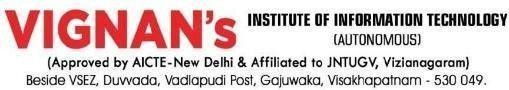 VIGNAN's INSTITUTE OF INFORMATION TECHNOLOGY
(AUTONOMOUS)
(Approved by AICTE-New Delhi & Affiliated to JNTUGV, Vizianagaram)
Beside VSEZ, Duvvada, Vadlapudi Post, Gajuwaka, Visakhapatnam - 530 049.